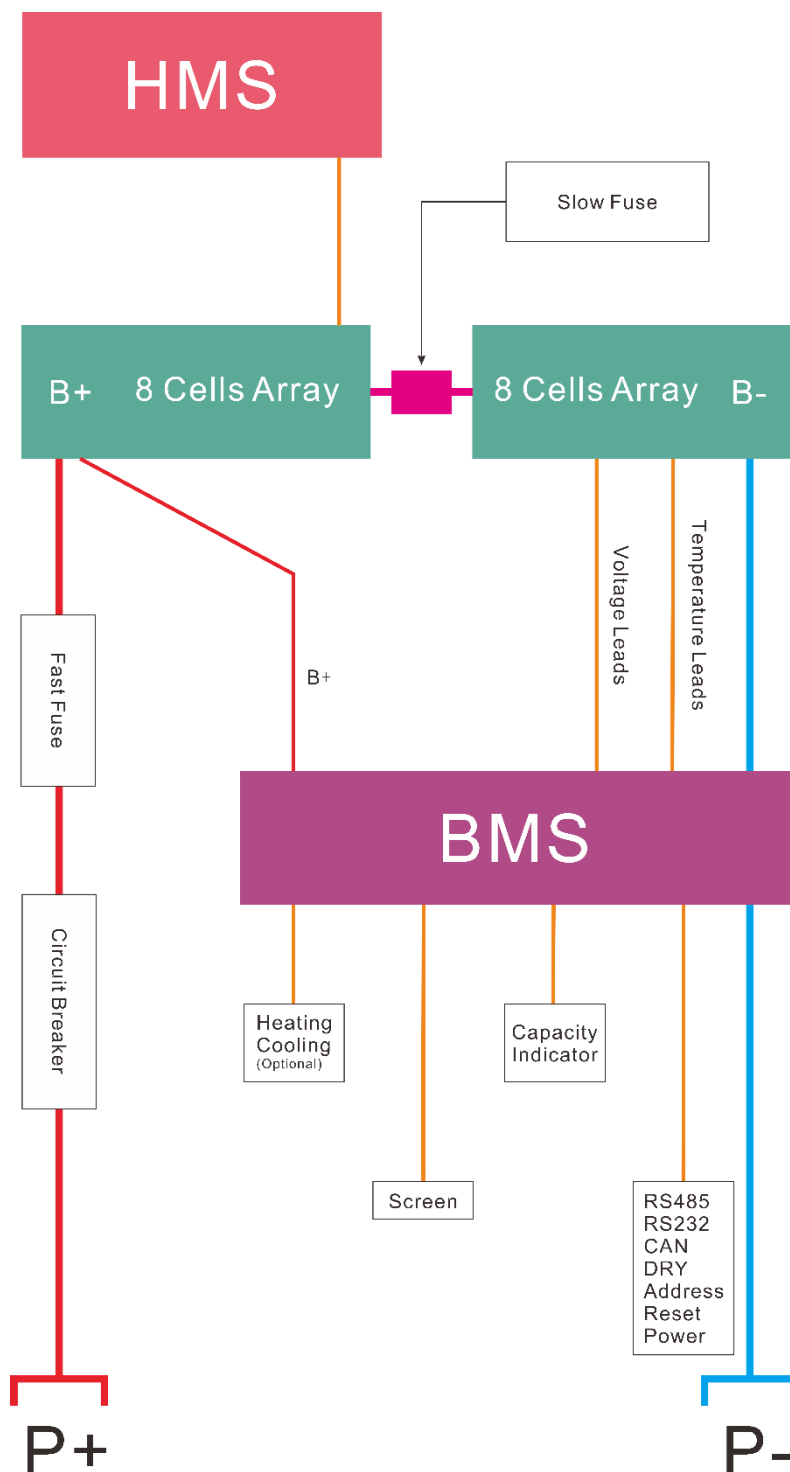 HMS
Slow Fuse
B+ 8 Cells Array
8 Cells Array B-
Voltage Leads
Temperature Leads
Fast Fuse
B+
BMS
Circuit Breaker
Heating
Cooling
(Optional)
Capacity
Indicator
Screen
RS485
RS232
CAN
DRY
Address
Reset
Power
P+
P-